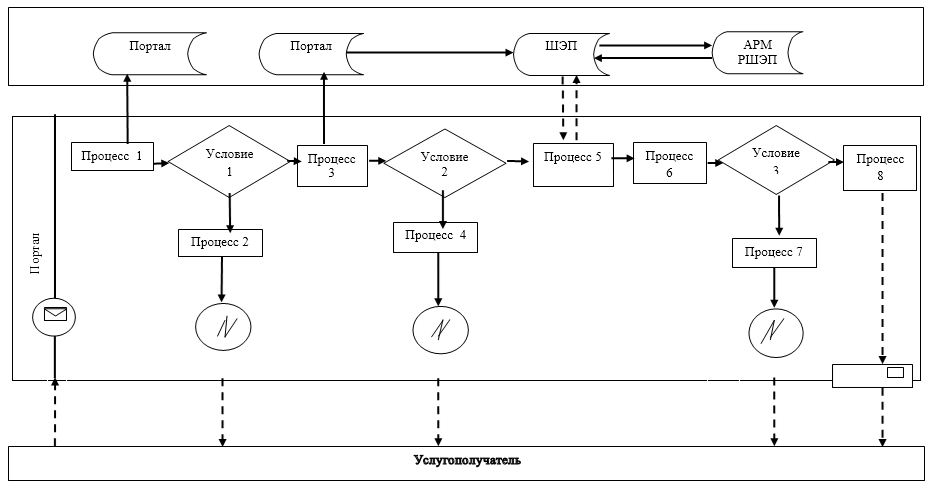 Портал
Портал
ШЭП
АРМ
РШЭП
Процесс 1
Условие
1
Процесс
3
Условие
2
Процесс 5
Процесс
6
Условие
3
Процесс
8
Процесс 2
Процесс 4
Процесс 7
Портал
Услугополучатель